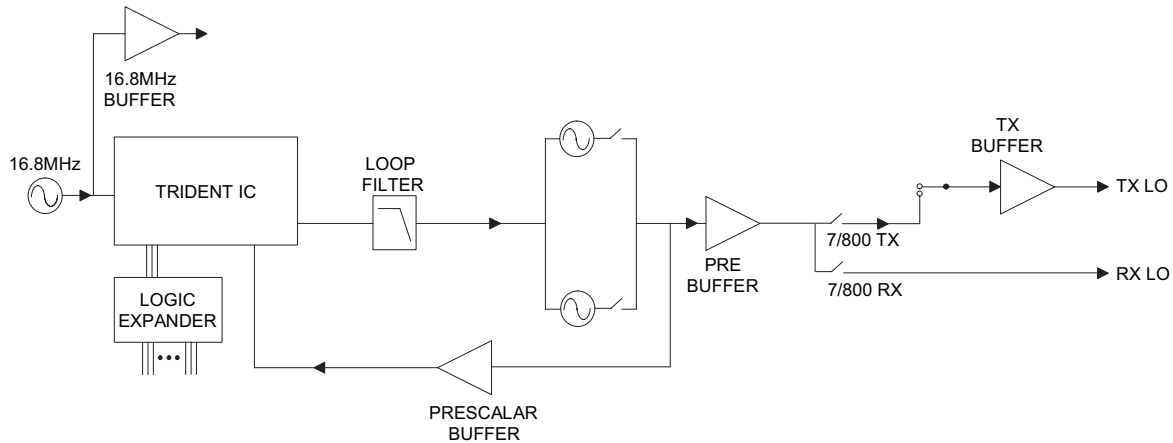 16.8MHz
BUFFER
16.8MHz
TRIDENT IC
LOGIC
EXPANDER
LOOP
FILTER
PRESCALAR
BUFFER
PRE
BUFFER
7/800 TX
7/800 RX
TX
BUFFER
TX LO
RX LO